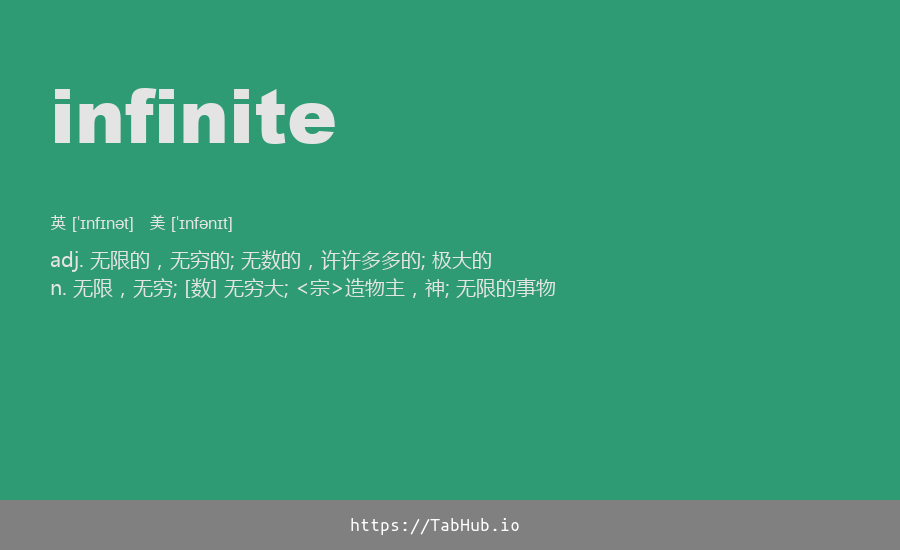 infinite
英 [ˈɪnfɪnət] 美 [ˈɪnfənɪt]
adj. 无限的，无穷的; 无数的，许许多多的; 极大的
n. 无限，无穷; [数] 无穷大; <宗>造物主，神; 无限的事物
https://TabHub.io